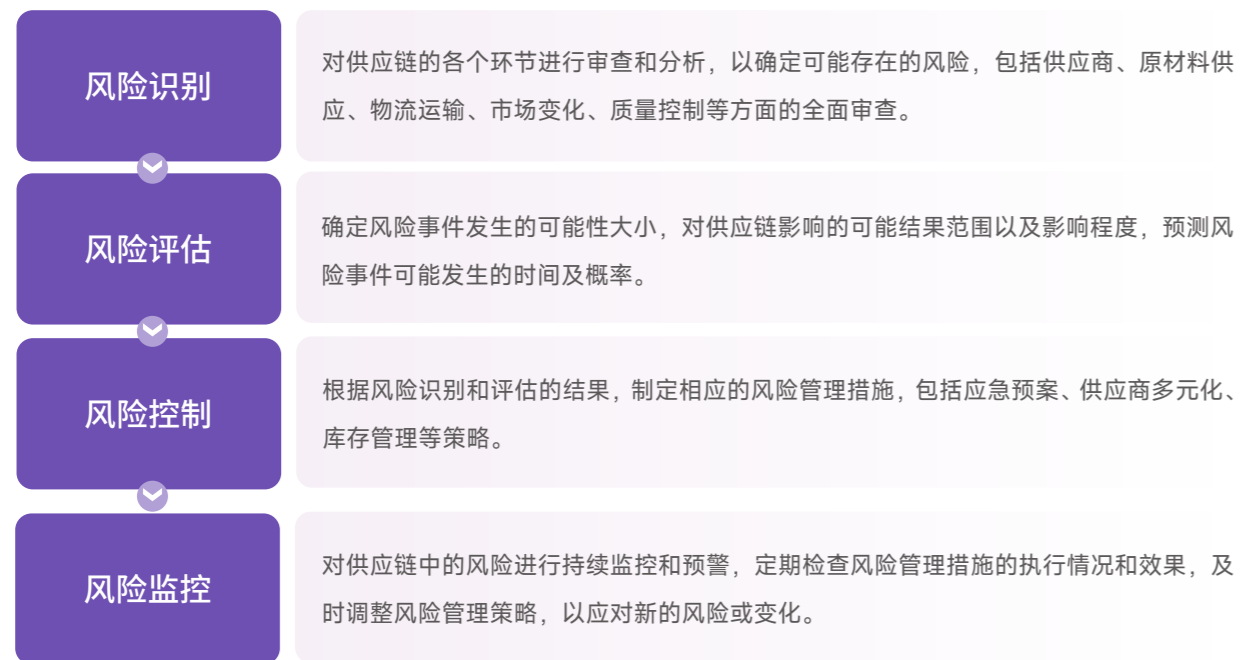 风险识别
对供应链的各个环节进行审查和分析，以确定可能存在的风险，包括供应商、原材料供
应、物流运输、市场变化、质量控制等方面的全面审查。
风险评估
确定风险事件发生的可能性大小，对供应链影响的可能结果范围以及影响程度，预测风
险事件可能发生的时间及概率。
风险控制
根据风险识别和评估的结果，制定相应的风险管理措施，包括应急预案、供应商多元化、
库存管理等策略。
风险监控
对供应链中的风险进行持续监控和预警，定期检查风险管理措施的执行情况和效果，及
时调整风险管理策略，以应对新的风险或变化。